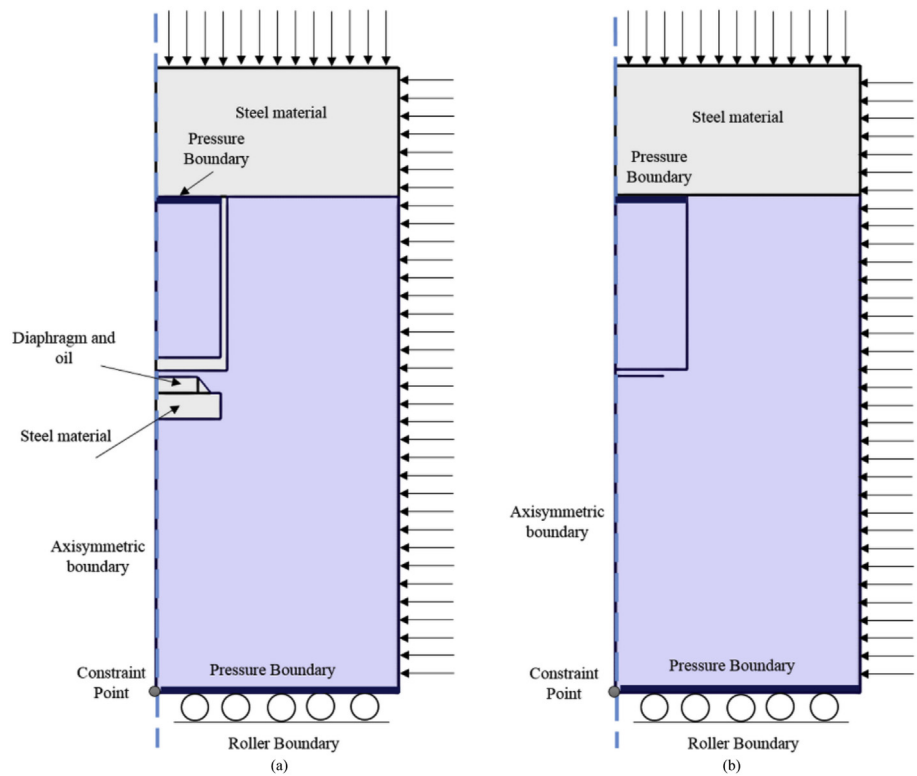 Steel material
Pressure
Boundary
Diaphragm and
oil
Steel material
Axisymmetric
boundary
Constraint
Point
Pressure Boundary
Roller Boundary
(a)
Steel material
Pressure
Boundary
Axisymmetric
boundary
Constraint
Point
Pressure Boundary
Roller Boundary
(b)